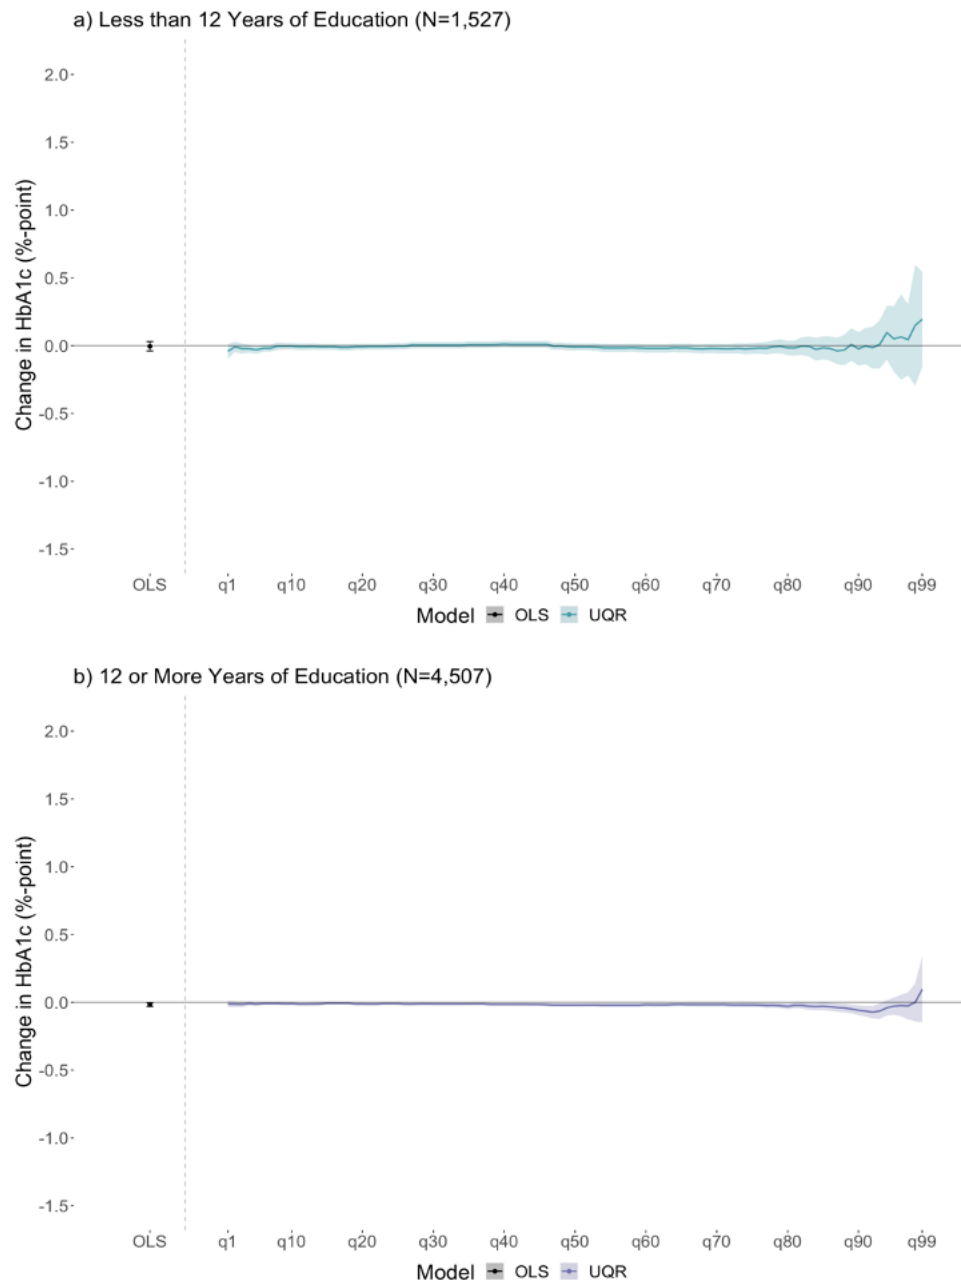 a) Less than 12 Years of Education (N=1,527)
Change in HbA1c (%-point)
2.0
1.5
1.0
0.5
0.0
-0.5
-1.0
-1.5
OLS q1 q10 q20 q30 q40 q50 q60 q70 q80 q90 q99
Model OLS UQR
b) 12 or More Years of Education (N=4,507)
Change in HbA1c (%-point)
2.0
1.5
1.0
0.5
0.0
-0.5
-1.0
-1.5
OLS q1 q10 q20 q30 q40 q50 q60 q70 q80 q90 q99
Model OLS UQR